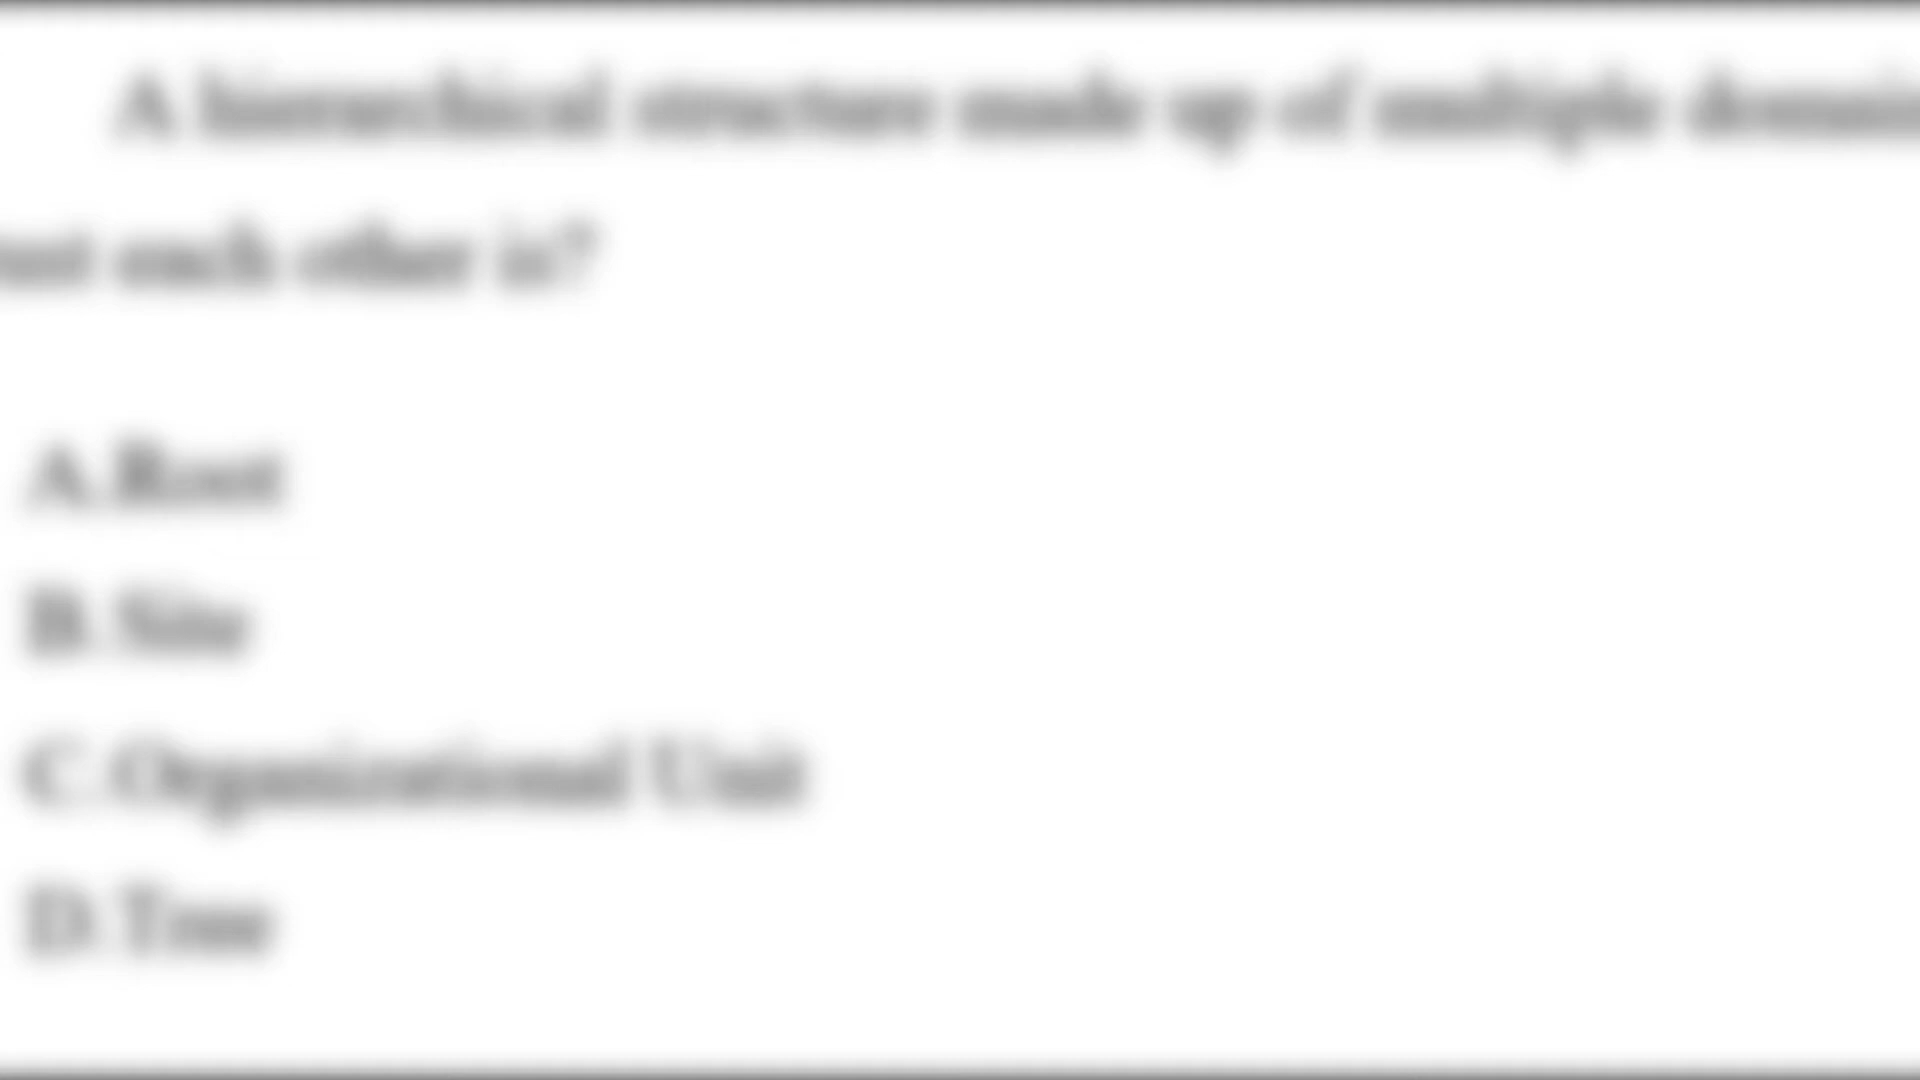 A hierarchical structure made up of multiple
each other is?
A.Root
B.Site
C.Organizational Unit
D.Tree